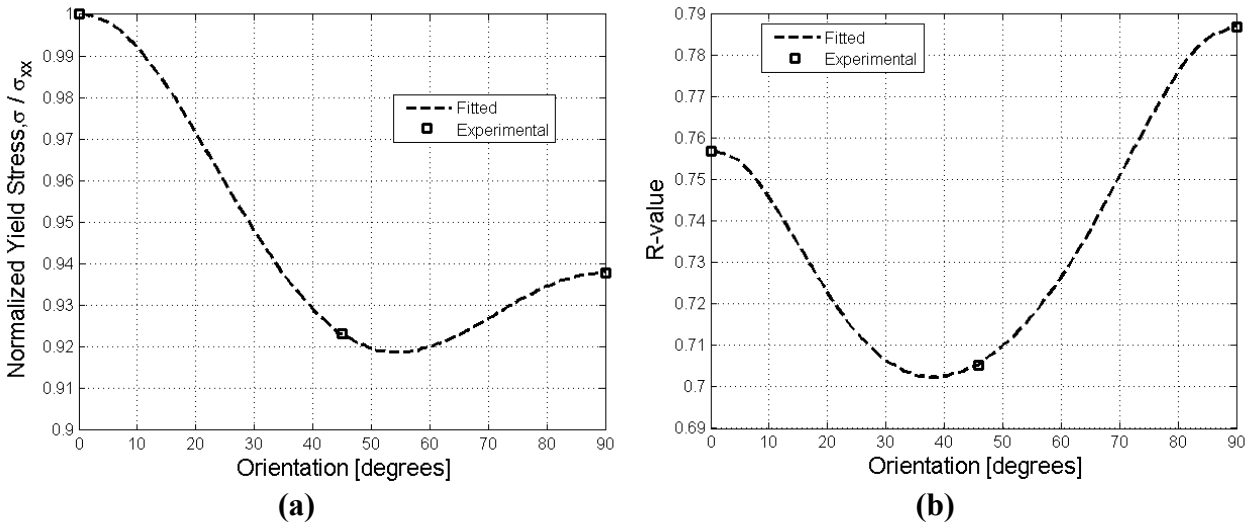 Normalized Yield Stress,σ / σxx
1
0.99
0.98
0.97
0.96
0.95
0.94
0.93
0.92
0.91
0.9
Fitted
Experimental
0 10 20 30 40 50 60 70 80 90
Orientation [degrees]
(a)
R-value
0.79
0.78
0.77
0.76
0.75
0.74
0.73
0.72
0.71
0.7
0.69
Fitted
Experimental
0 10 20 30 40 50 60 70 80 90
Orientation [degrees]
(b)